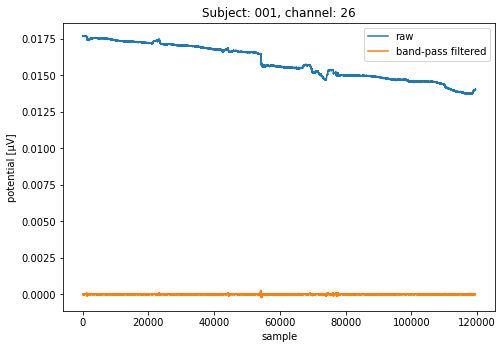 Subject: 001, channel: 26
raw
band-pass filtered
potential [µV]
0.0175
0.0150
0.0125
0.0100
0.0075
0.0050
0.0025
0.0000
0 20000 40000 60000 80000 100000 120000
sample